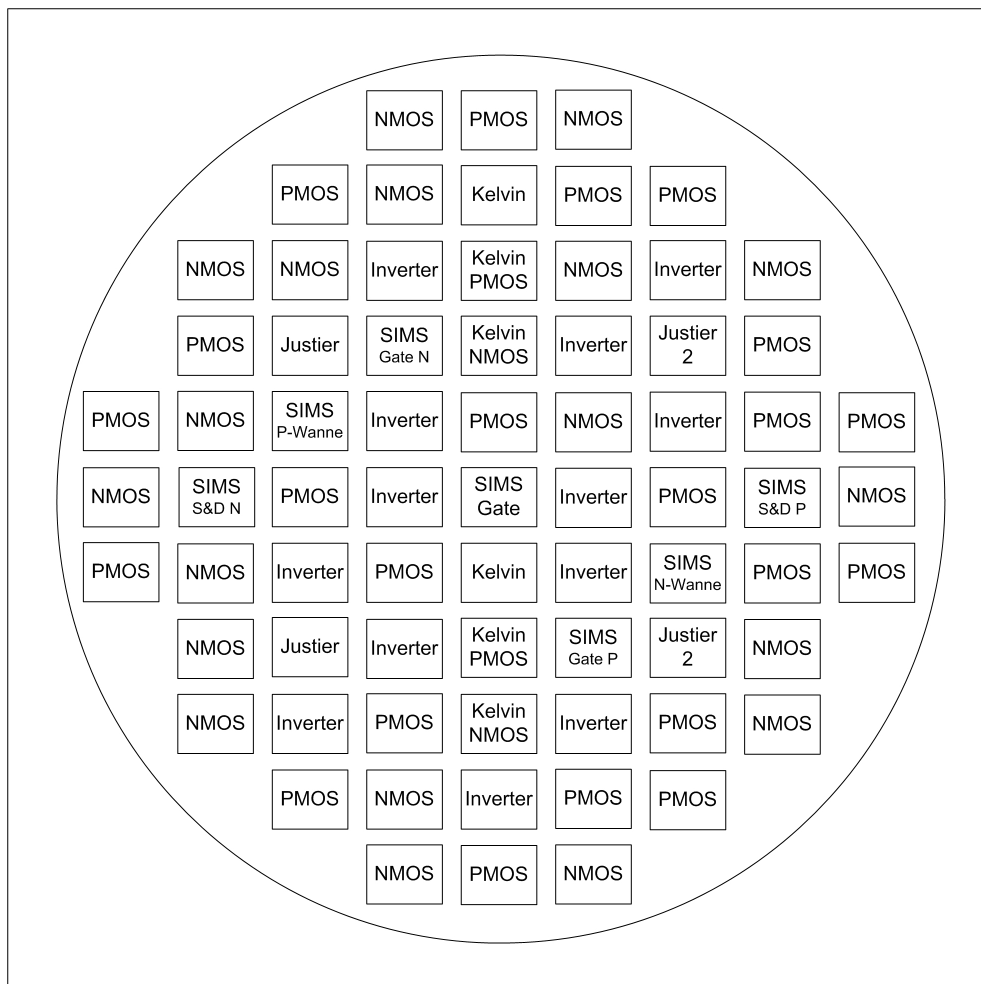 NMOS PMOS NMOS
PMOS NMOS Kelvin PMOS PMOS
NMOS NMOS Inverter Kelvin PMOS NMOS Inverter NMOS
PMOS Justier SIMS Gate N Kelvin NMOS Inverter Justier 2 PMOS
PMOS NMOS SIMS P-Wanne Inverter PMOS NMOS Inverter PMOS PMOS
NMOS SIMS S&D N PMOS Inverter SIMS Gate Inverter PMOS SIMS S&D P NMOS
PMOS NMOS Inverter PMOS Kelvin Inverter SIMS N-Wanne PMOS PMOS
NMOS Justier Inverter Kelvin PMOS SIMS Gate P Justier 2 NMOS
NMOS Inverter PMOS Kelvin NMOS Inverter PMOS NMOS
PMOS NMOS Inverter PMOS PMOS
NMOS PMOS NMOS